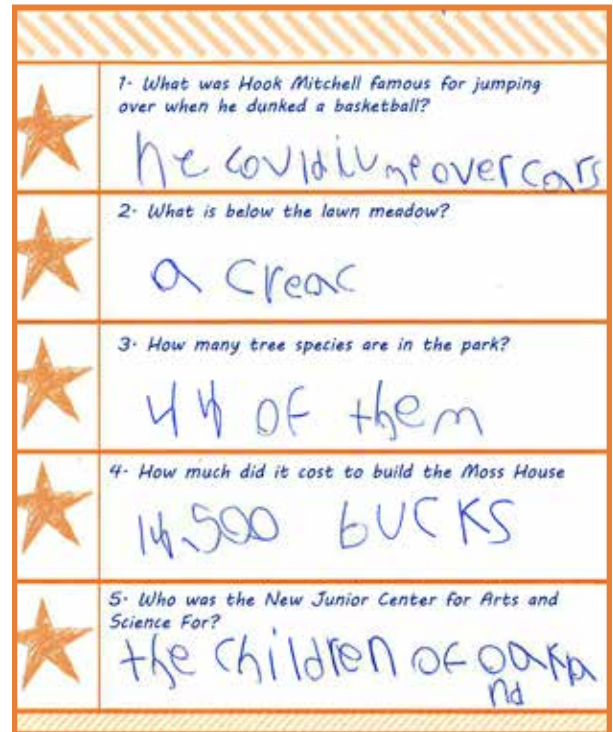 1- What was Hook Mitchell famous for jumping
over when he dunked a basketball?
he could iump over cars
2- What is below the lawn meadow?
a creac
3- How many tree species are in the park?
44 of them
4- How much did it cost to build the Moss House
14,500 bUCKS
5- Who was the New Junior Center for Arts and
Science For?
the children of oakla
nd